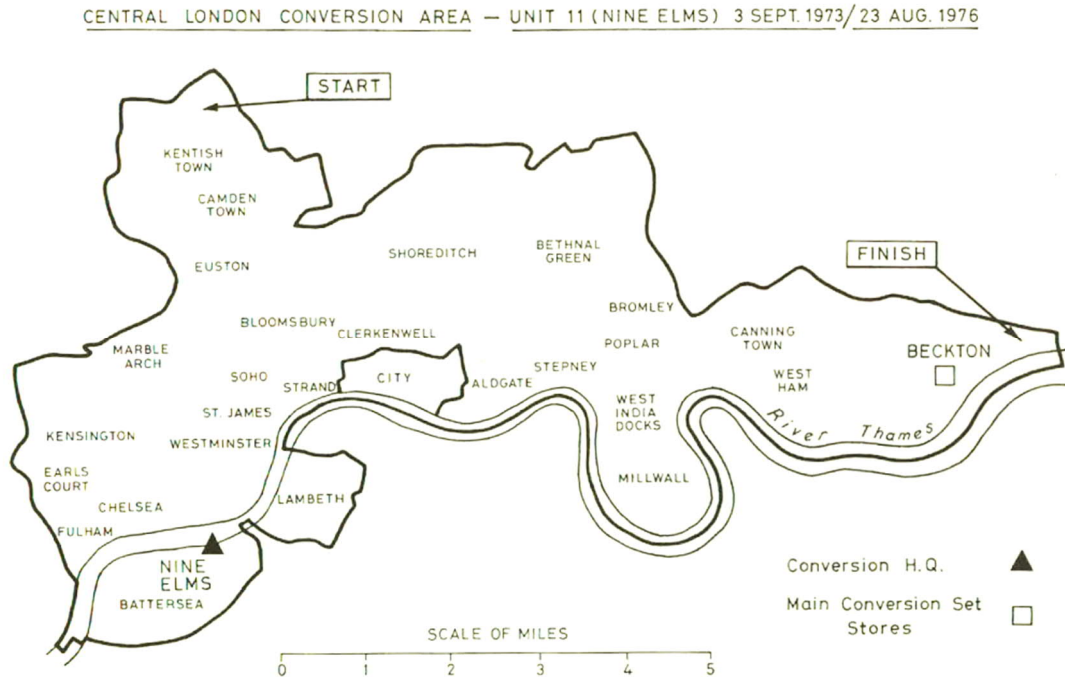 CENTRAL LONDON CONVERSION AREA — UNIT 11 (NINE ELMS) 3 SEPT. 1973/23 AUG. 1976
START
KENTISH
TOWN
CAMDEN
TOWN
SHOREDITCH
BETHNAL
GREEN
FINISH
EUSTON
BROMLEY
BLOOMSBURY
CLERKENWELL
CANNING
TOWN
MARBLE
ARCH
POPLAR
BECKTON
SOHO
STRAND
CITY
ALDGATE
STEPNEY
WEST
HAM
ST. JAMES
WEST
INDIA
DOCKS
River Thames
KENSINGTON
WESTMINSTER
EARLS
COURT
MILLWALL
CHELSEA
LAMBETH
FULHAM
NINE
ELMS
BATTERSEA
Conversion H.Q.
Main Conversion Set
Stores
SCALE OF MILES
0 1 2 3 4 5